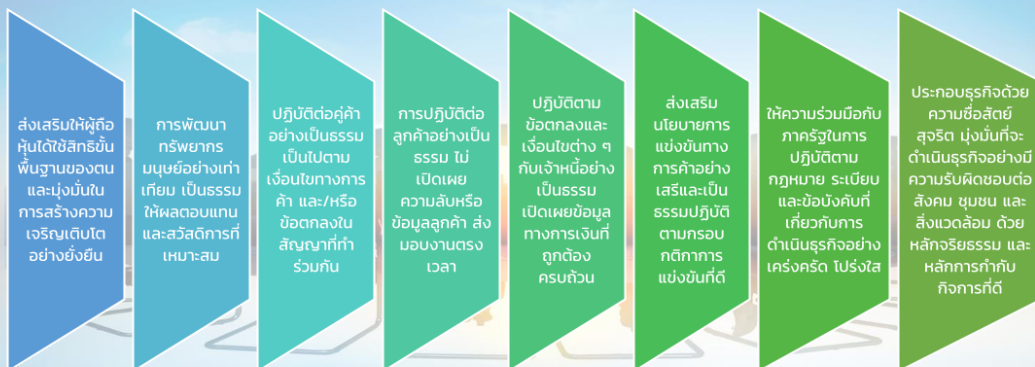 ส่งเสริมให้ผู้ถือ
หุ้นได้ใช้สิทธิขั้น
พื้นฐานของตน
และมุ่งมั่นใน
การสร้างความ
เจริญเติบโต
อย่างยั่งยืน
การพัฒนา
ทรัพยากร
มนุษย์อย่างเท่า
เทียม เป็นธรรม
ให้ผลตอบแทน
และสวัสดิการที่
เหมาะสม
ปฏิบัติต่อคู่ค้า
อย่างเป็นธรรม
เป็นไปตาม
เงื่อนไขทางการ
ค้า และ/หรือ
ข้อตกลงใน
สัญญาที่ทำ
ร่วมกัน
การปฏิบัติต่อ
ลูกค้าอย่างเป็น
ธรรม ไม่
เปิดเผย
ความลับหรือ
ข้อมูลลูกค้า ส่ง
มอบงานตรง
เวลา
ปฏิบัติตาม
ข้อตกลงและ
เงื่อนไขต่าง ๆ
กับเจ้าหนี้อย่าง
เป็นธรรม
เปิดเผยข้อมูล
ทางการเงินที่
ถูกต้อง
ครบถ้วน
ส่งเสริม
นโยบายการ
แข่งขันทาง
การค้าอย่าง
เสรีและเป็น
ธรรมปฏิบัติ
ตามกรอบ
กติกาการ
แข่งขันที่ดี
ให้ความร่วมมือกับ
ภาครัฐในการ
ปฏิบัติตาม
กฎหมาย ระเบียบ
และข้อบังคับที่
เกี่ยวกับการ
ดำเนินธุรกิจอย่าง
เคร่งครัด โปร่งใส
ประกอบธุรกิจด้วย
ความซื่อสัตย์
สุจริต มุ่งมั่นที่จะ
ดำเนินธุรกิจอย่างมี
ความรับผิดชอบต่อ
สังคม ชุมชน และ
สิ่งแวดล้อม ด้วย
หลักจริยธรรม และ
หลักการกำกับ
กิจการที่ดี